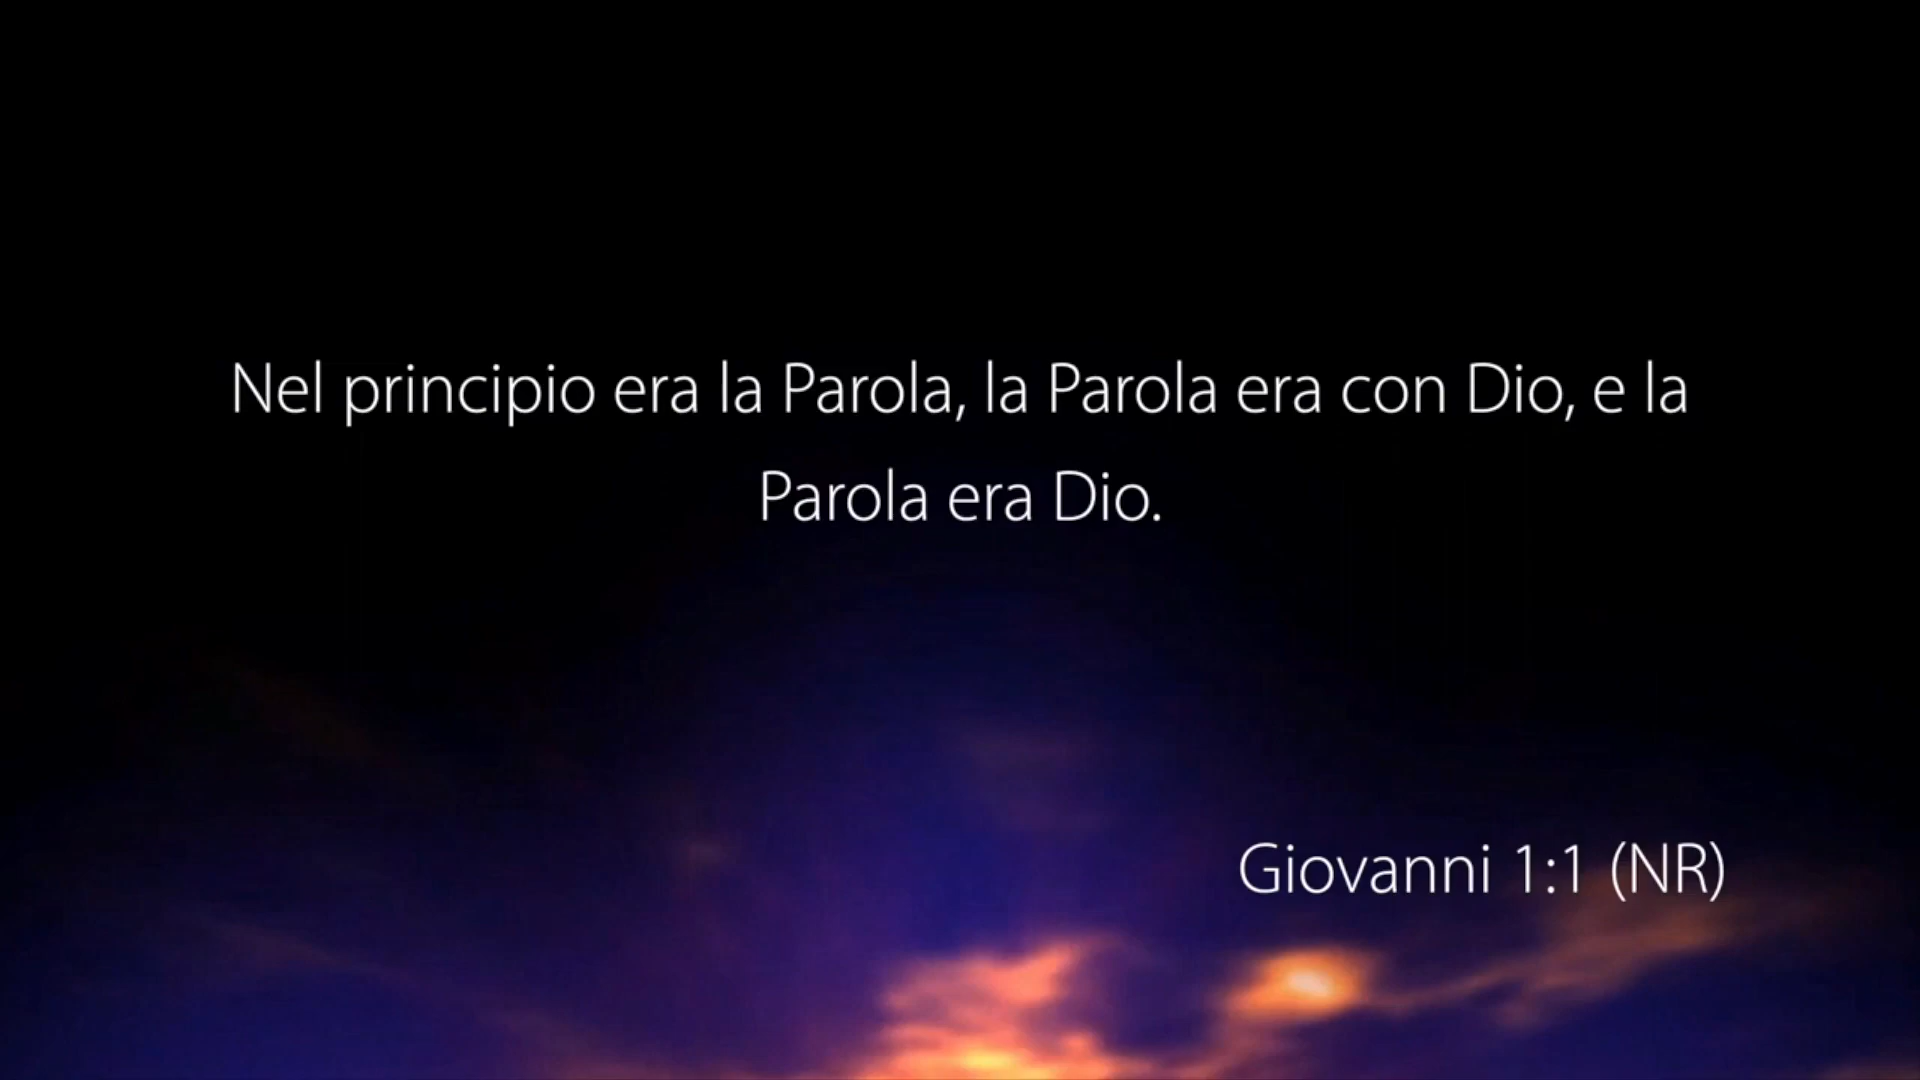 Nel principio era la Parola, la Parola era con Dio, e la
Parola era Dio.
Giovanni 1:1 (NR)